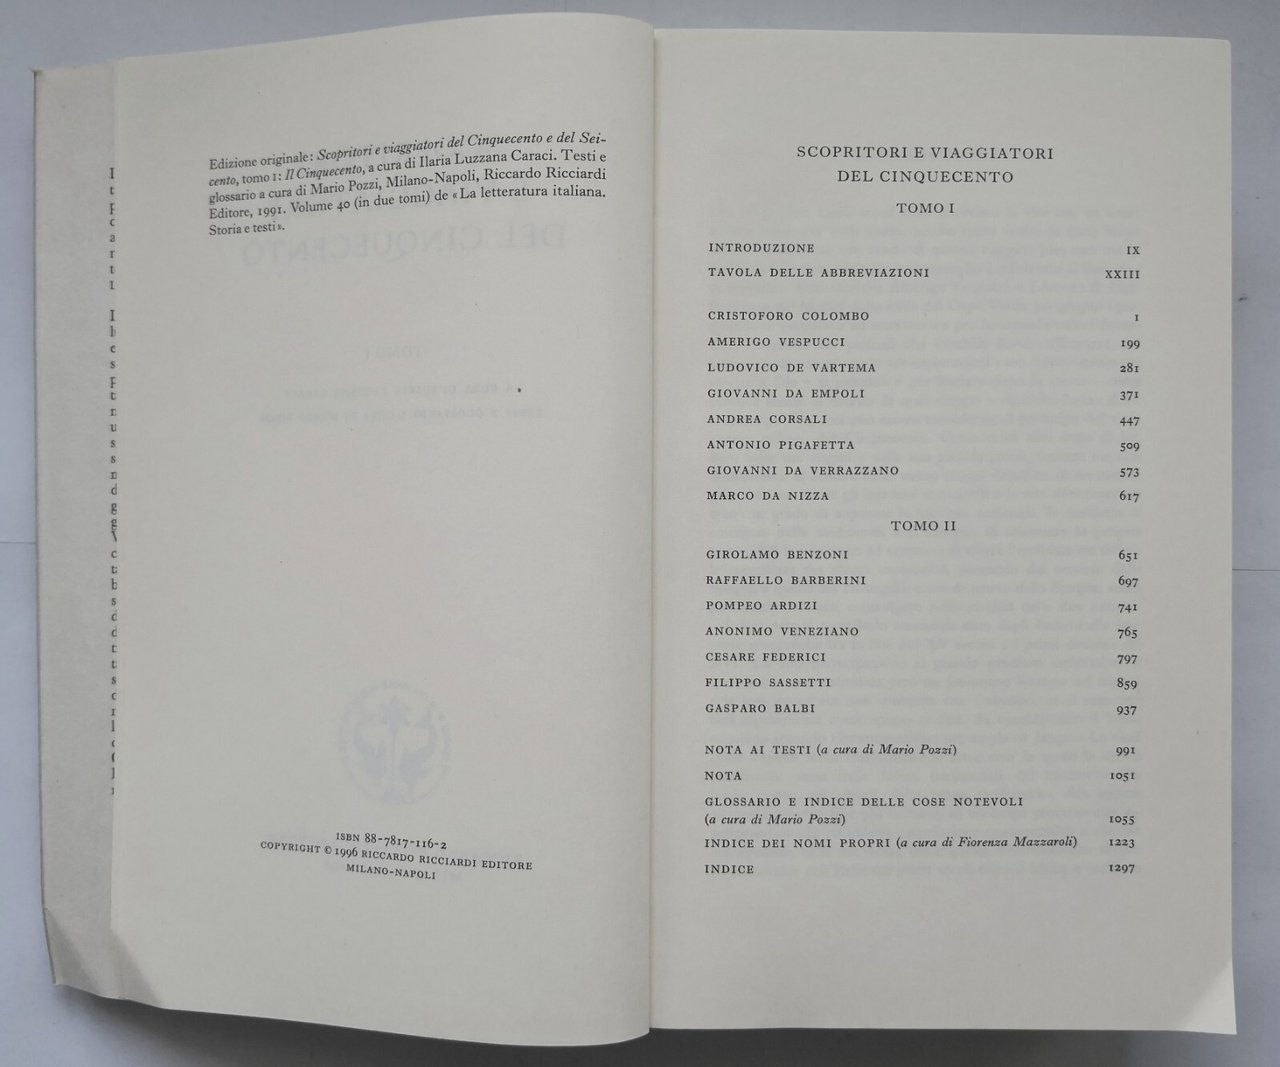 Edizione originale: Scopritori e viaggiatori del Cinquecento e del Sei-
cento, tomo I: Il Cinquecento, a cura di Ilaria Luzzana Caraci. Testi e
glossario a cura di Mario Pozzi, Milano-Napoli, Riccardo Ricciardi
Editore, 1991. Volume 40 (in due tomi) de «La letteratura italiana.
Storia e testi».
ISBN 88-7817-116-2
COPYRIGHT © 1996 RICCARDO RICCIARDI EDITORE
MILANO-NAPOLI
SCOPRITORI E VIAGGIATORI
DEL CINQUECENTO
TOMO I
INTRODUZIONE IX
TAVOLA DELLE ABBREVIAZIONI XXIII
CRISTOFORO COLOMBO 1
AMERIGO VESPUCCI 199
LUDOVICO DE VARTEMA 281
GIOVANNI DA EMPOLI 371
ANDREA CORSALI 447
ANTONIO PIGAFETTA 509
GIOVANNI DA VERRAZZANO 573
MARCO DA NIZZA 617
TOMO II
GIROLAMO BENZONI 651
RAFFAELLO BARBERINI 697
POMPEO ARDIZI 741
ANONIMO VENEZIANO 765
CESARE FEDERICI 797
FILIPPO SASSETTI 859
GASPARO BALBI 937
NOTA AI TESTI (a cura di Mario Pozzi) 991
NOTA 1051
GLOSSARIO E INDICE DELLE COSE NOTEVOLI
(a cura di Mario Pozzi) 1055
INDICE DEI NOMI PROPRI (a cura di Fiorenza Mazzaroli) 1223
INDICE 1297